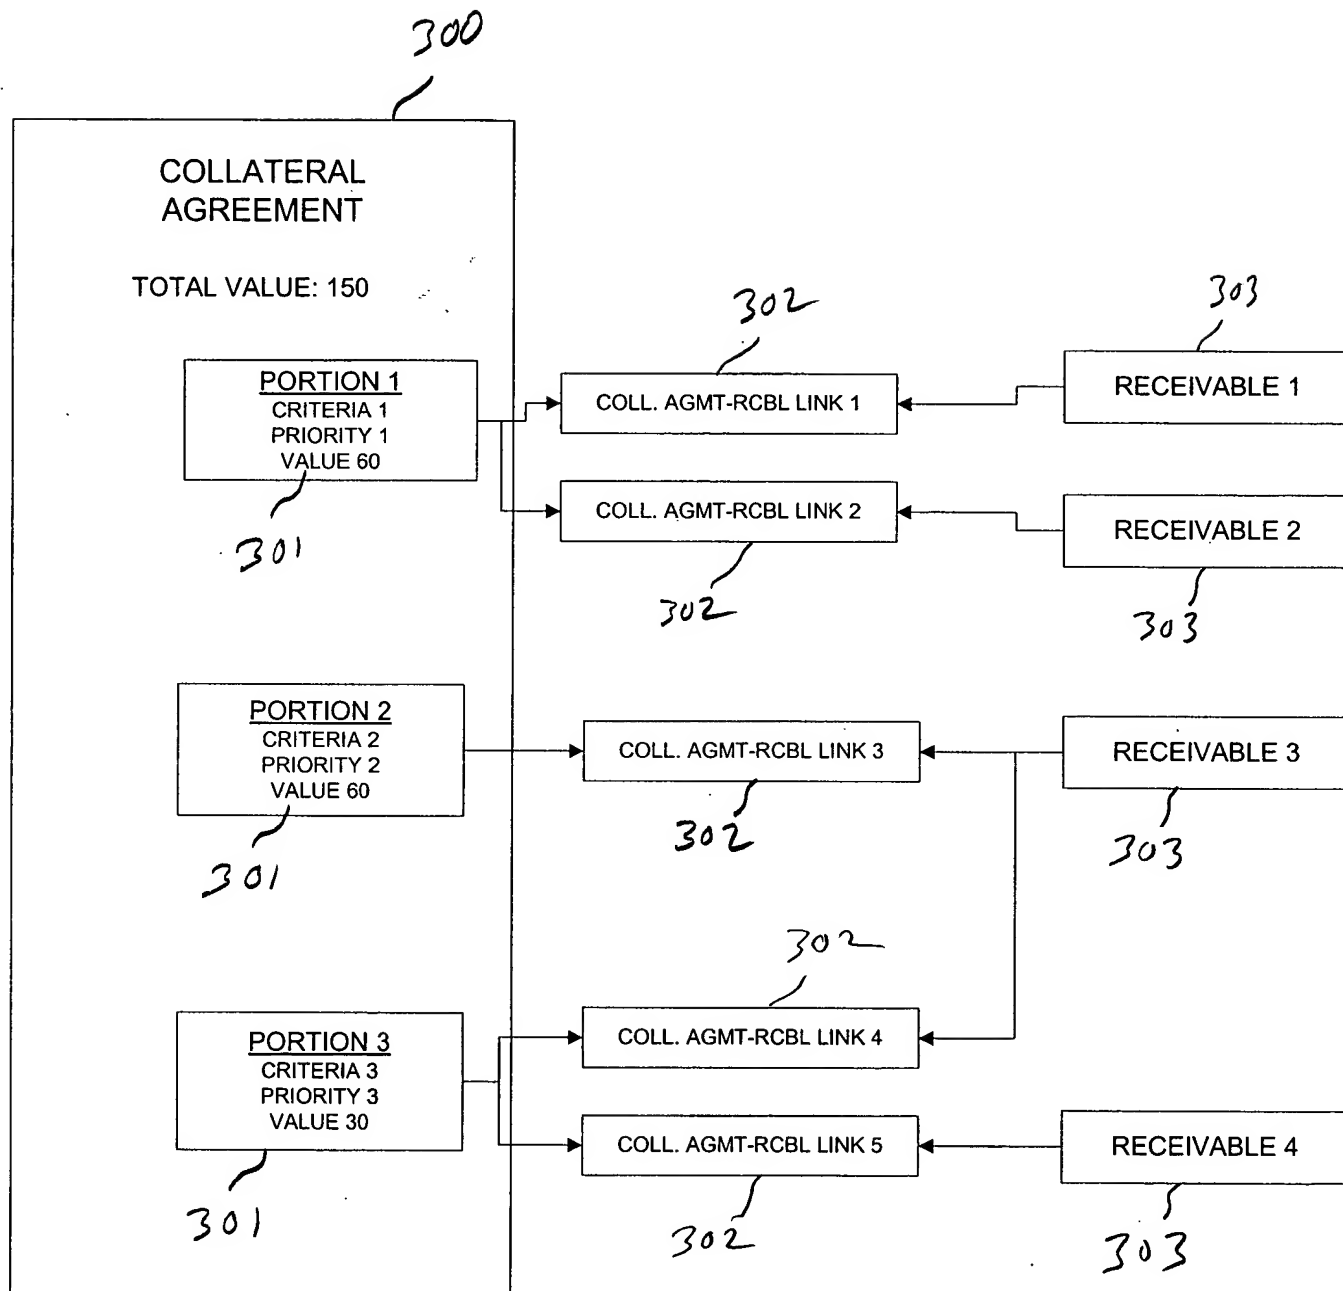 300
COLLATERAL
AGREEMENT
TOTAL VALUE: 150
302
303
PORTION 1
CRITERIA 1
PRIORITY 1
VALUE 60
301
COLL. AGMT-RCBL LINK 1
RECEIVABLE 1
COLL. AGMT-RCBL LINK 2
302
RECEIVABLE 2
303
PORTION 2
CRITERIA 2
PRIORITY 2
VALUE 60
301
COLL. AGMT-RCBL LINK 3
302
RECEIVABLE 3
303
302
PORTION 3
CRITERIA 3
PRIORITY 3
VALUE 30
301
COLL. AGMT-RCBL LINK 4
COLL. AGMT-RCBL LINK 5
302
RECEIVABLE 4
303